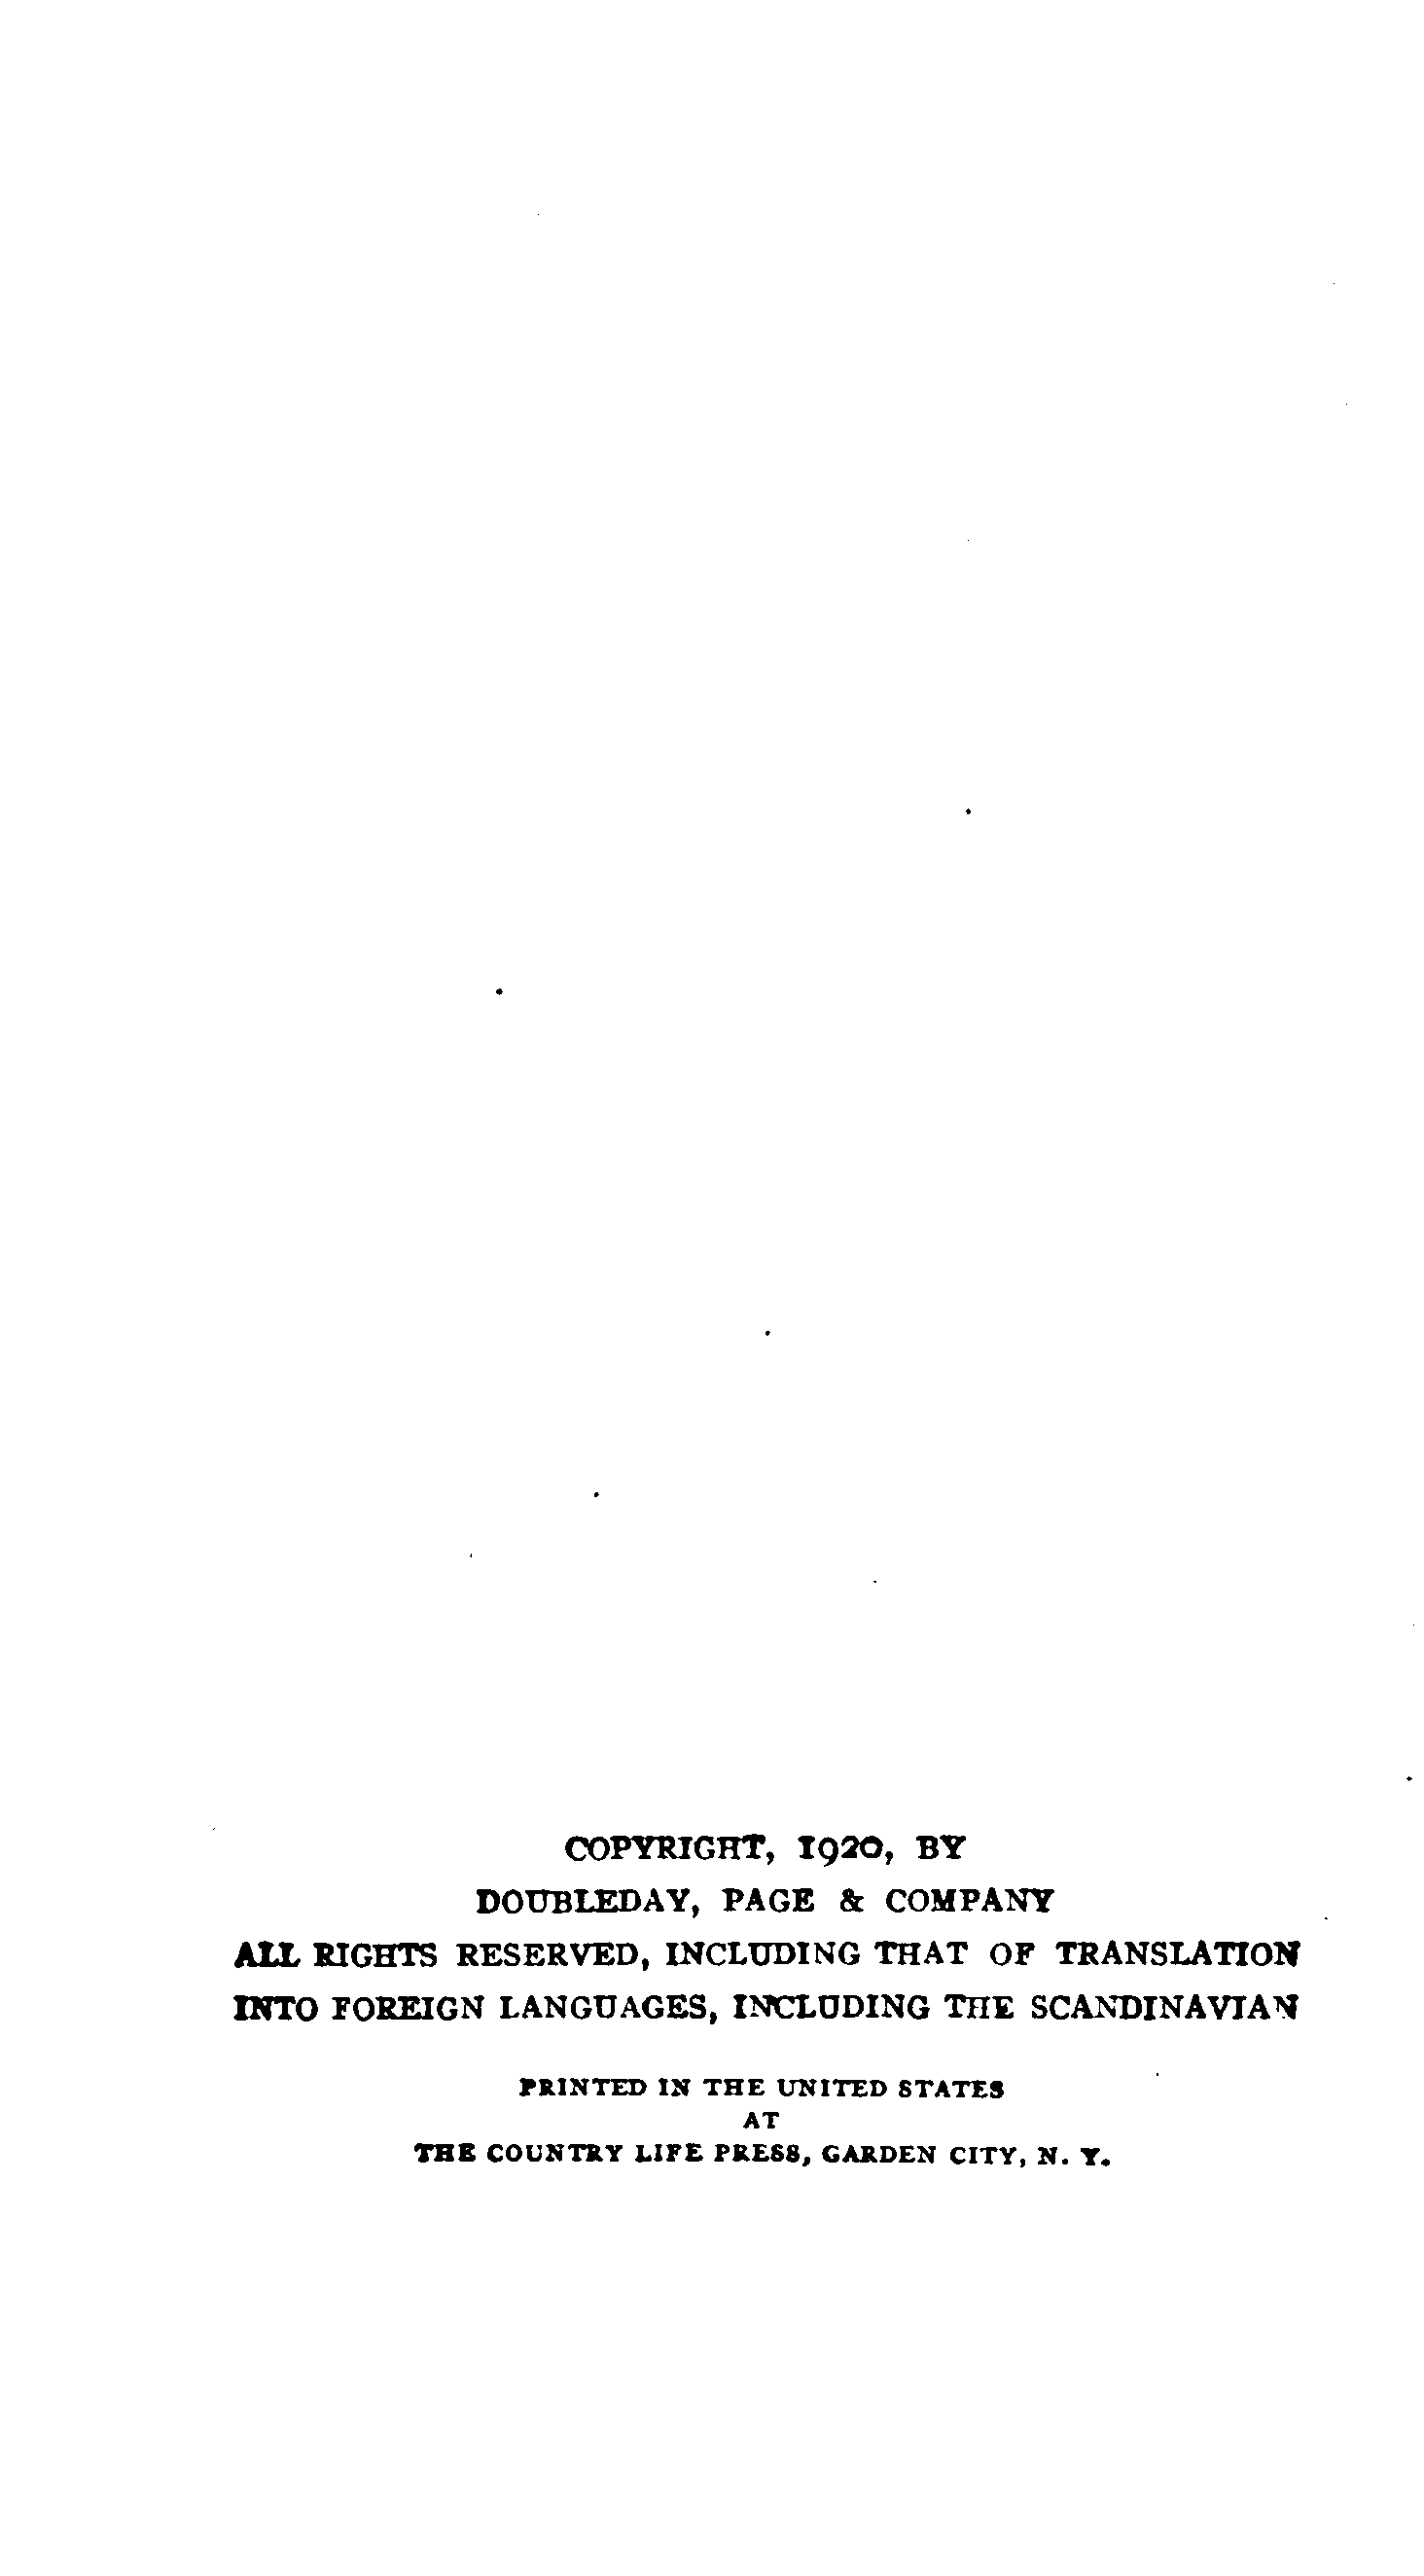 COPYRIGHT, 1920, BY
DOUBLEDAY, PAGE & COMPANY
ALL RIGHTS RESERVED, INCLUDING THAT OF TRANSLATION
INTO FOREIGN LANGUAGES, INCLUDING THE SCANDINAVIAN
PRINTED IN THE UNITED STATES
AT
THE COUNTRY LIFE PRESS, GARDEN CITY, N. Y.